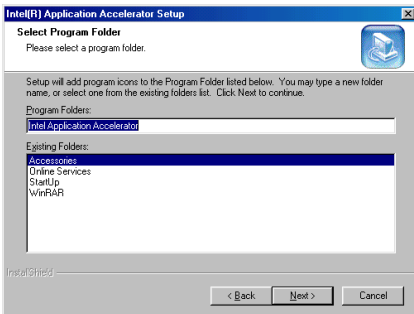 Intel(R) Application Accelerator Setup
Select Program Folder
Please select a program folder.
Setup will add program icons to the Program Folder listed below. You may type a new folder
name, or select one from the existing folders list. Click Next to continue.
Program Folders:
Intel Application Accelerator
Existing Folders:
Accessories
Online Services
StartUp
WinRAR
InstallShield
< Back
Next >
Cancel